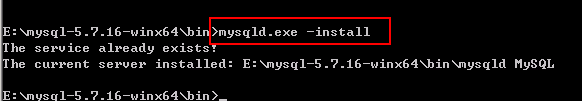 E:\mysql-5.7.16-winx64\bin>mysqld.exe -install
The service already exists!
The current server installed: E:\mysql-5.7.16-winx64\bin\mysqld MySQL
E:\mysql-5.7.16-winx64\bin>_